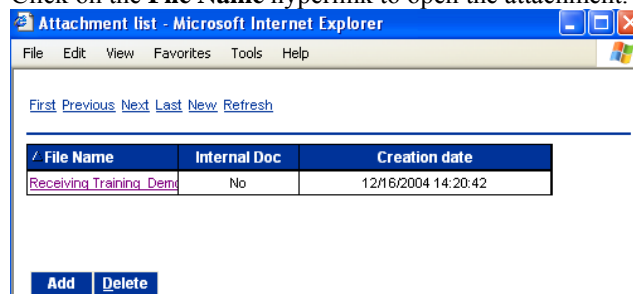 Click on the File Name hyperlink to open the attachment.
Attachment list - Microsoft Internet Explorer
File Edit View Favorites Tools Help
First Previous Next Last New Refresh
File Name Internal Doc Creation date
Receiving Training Demo No 12/16/2004 14:20:42
Add Delete